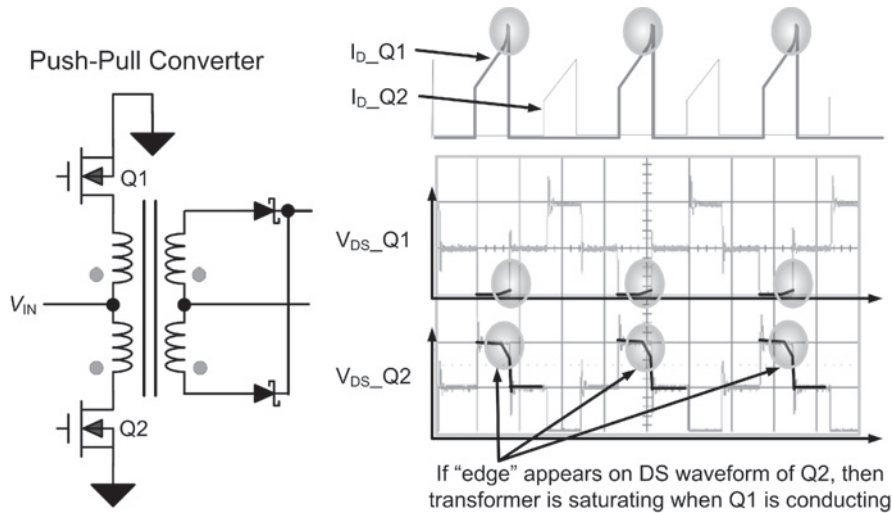 Push-Pull Converter
Q1
V_IN
Q2
I_D_Q1
I_D_Q2
V_DS_Q1
V_DS_Q2
If "edge" appears on DS waveform of Q2, then
transformer is saturating when Q1 is conducting